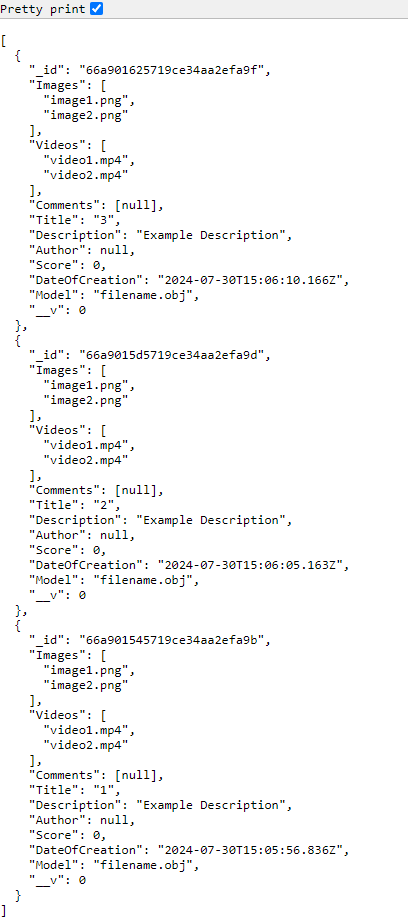 Pretty print
[
  {
    "_id": "66a901625719ce34aa2efa9f",
    "Images": [
      "image1.png",
      "image2.png"
    ],
    "Videos": [
      "video1.mp4",
      "video2.mp4"
    ],
    "Comments": [null],
    "Title": "3",
    "Description": "Example Description",
    "Author": null,
    "Score": 0,
    "DateOfCreation": "2024-07-30T15:06:10.166Z",
    "Model": "filename.obj",
    "__v": 0
  },
  {
    "_id": "66a9015d5719ce34aa2efa9d",
    "Images": [
      "image1.png",
      "image2.png"
    ],
    "Videos": [
      "video1.mp4",
      "video2.mp4"
    ],
    "Comments": [null],
    "Title": "2",
    "Description": "Example Description",
    "Author": null,
    "Score": 0,
    "DateOfCreation": "2024-07-30T15:06:05.163Z",
    "Model": "filename.obj",
    "__v": 0
  },
  {
    "_id": "66a901545719ce34aa2efa9b",
    "Images": [
      "image1.png",
      "image2.png"
    ],
    "Videos": [
      "video1.mp4",
      "video2.mp4"
    ],
    "Comments": [null],
    "Title": "1",
    "Description": "Example Description",
    "Author": null,
    "Score": 0,
    "DateOfCreation": "2024-07-30T15:05:56.836Z",
    "Model": "filename.obj",
    "__v": 0
  }
]